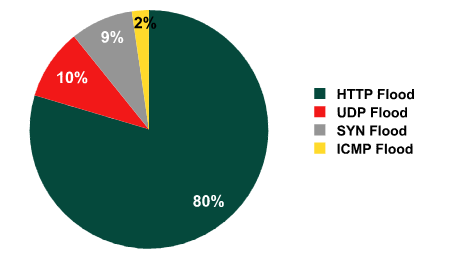 2%
9%
10%
80%
HTTP Flood
UDP Flood
SYN Flood
ICMP Flood